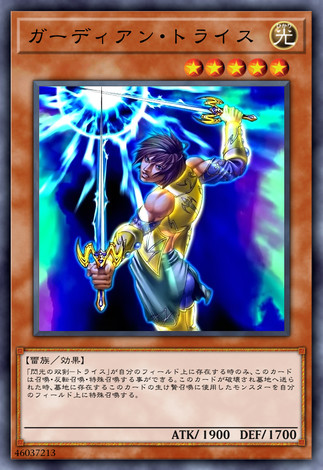 ガーディアン・トライス
光
【雷族/効果】
「閃光の双剣-トライス」が自分のフィールド上に存在する時のみ、このカード
は召喚・反転召喚・特殊召喚する事ができる。このカードが破壊され墓地へ送ら
れた時、墓地に存在するこのカードの生け贄召喚に使用したモンスターを自分
のフィールド上に特殊召喚する。
ATK/1900 DEF/1700
46037213